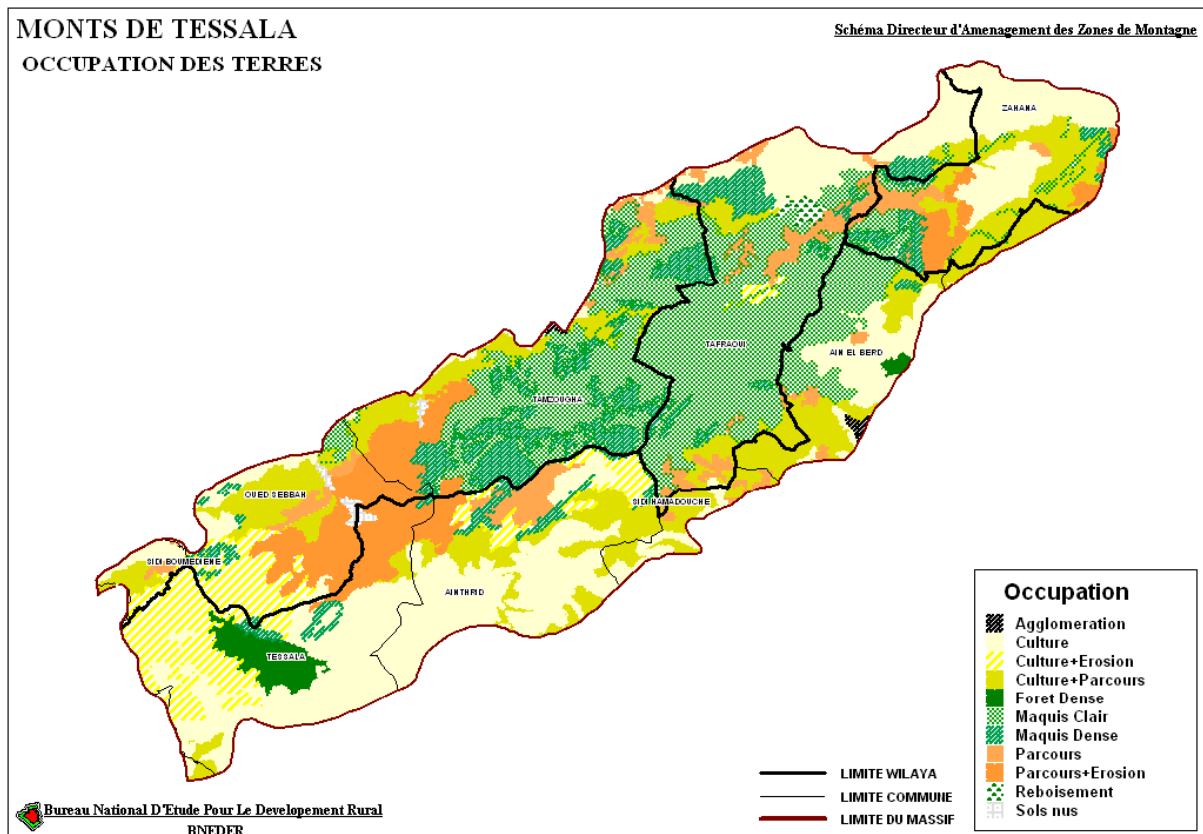 MONTS DE TESSALA
OCCUPATION DES TERRES
Schéma Directeur d'Amenagement des Zones de Montagne
ZAHANA
TAFRAOUI
AIN EL BERD
TAMZOUGHA
OUED SEBBAH
SIDI HAMADOUCHE
SIDI BOUMEDIENE
AIN THRID
TESSALA
Occupation
Agglomeration
Culture
Culture+Erosion
Culture+Parcours
Foret Dense
Maquis Clair
Maquis Dense
Parcours
Parcours+Erosion
Reboisement
Sols nus
LIMITE WILAYA
LIMITE COMMUNE
LIMITE DU MASSIF
Bureau National D'Etude Pour Le Developement Rural
BNEDER